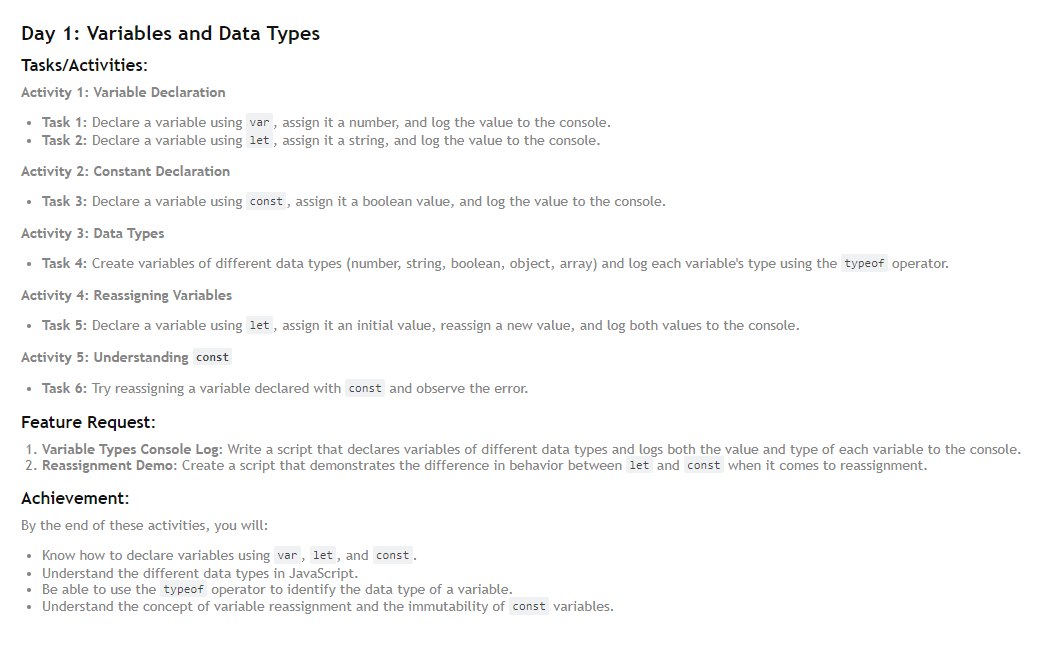 Day 1: Variables and Data Types
Tasks/Activities:
Activity 1: Variable Declaration
• Task 1: Declare a variable using var, assign it a number, and log the value to the console.
• Task 2: Declare a variable using let, assign it a string, and log the value to the console.
Activity 2: Constant Declaration
• Task 3: Declare a variable using const, assign it a boolean value, and log the value to the console.
Activity 3: Data Types
• Task 4: Create variables of different data types (number, string, boolean, object, array) and log each variable's type using the typeof operator.
Activity 4: Reassigning Variables
• Task 5: Declare a variable using let, assign it an initial value, reassign a new value, and log both values to the console.
Activity 5: Understanding const
• Task 6: Try reassigning a variable declared with const and observe the error.
Feature Request:
1. Variable Types Console Log: Write a script that declares variables of different data types and logs both the value and type of each variable to the console.
2. Reassignment Demo: Create a script that demonstrates the difference in behavior between let and const when it comes to reassignment.
Achievement:
By the end of these activities, you will:
• Know how to declare variables using var, let, and const.
• Understand the different data types in JavaScript.
• Be able to use the typeof operator to identify the data type of a variable.
• Understand the concept of variable reassignment and the immutability of const variables.